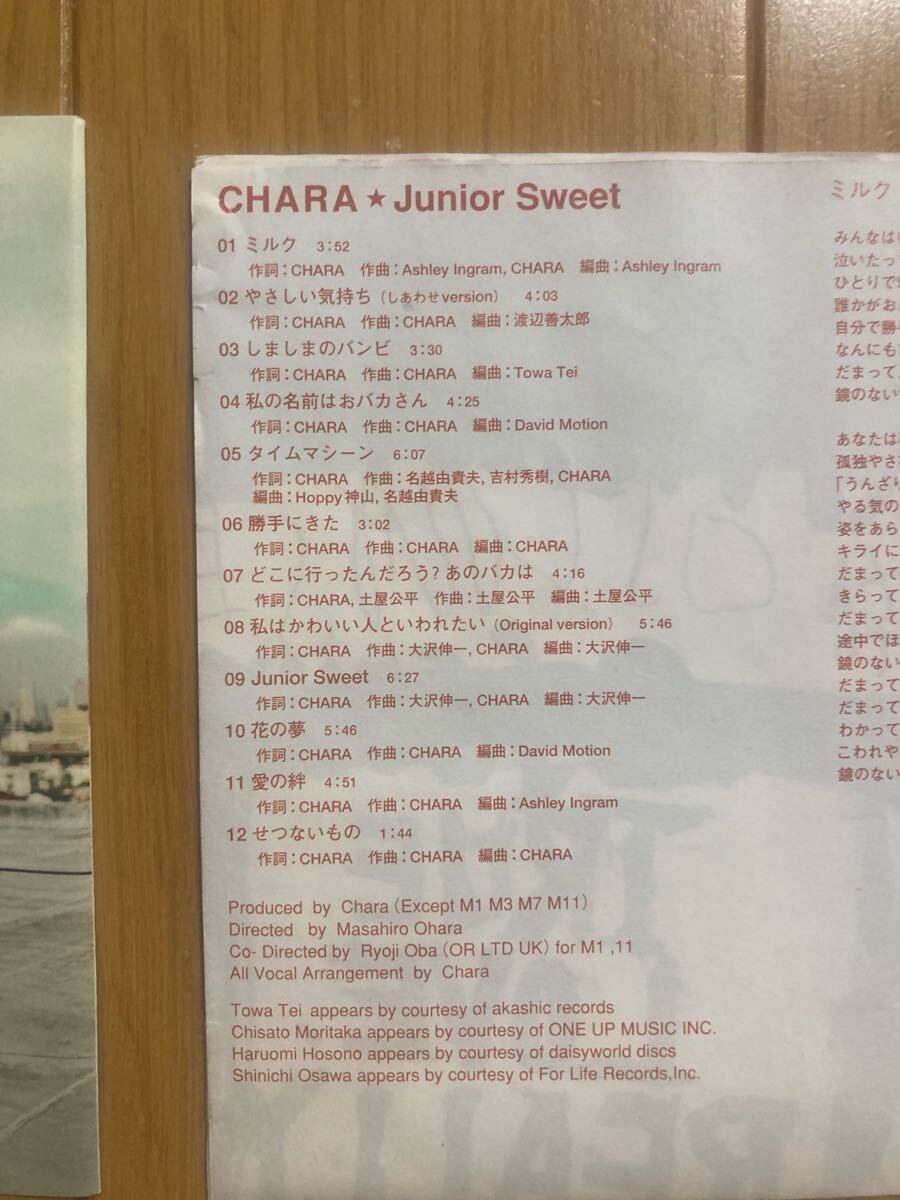 CHARA ★ Junior Sweet
01 ミルク 3:52
作詞:CHARA 作曲:Ashley Ingram, CHARA 編曲:Ashley Ingram
02 やさしい気持ち (しあわせversion) 4:03
作詞:CHARA 作曲:CHARA 編曲:渡辺善太郎
03 しましまのバンビ 3:30
作詞:CHARA 作曲:CHARA 編曲:Towa Tei
04 私の名前はおバカさん 4:25
作詞:CHARA 作曲:CHARA 編曲:David Motion
05 タイムマシーン 6:07
作詞:CHARA 作曲:名越由貴夫, 吉村秀樹, CHARA
編曲:Hoppy神山, 名越由貴夫
06 勝手にきた 3:02
作詞:CHARA 作曲:CHARA 編曲:CHARA
07 どこに行ったんだろう? あのバカは 4:16
作詞:CHARA, 土屋公平 作曲:土屋公平 編曲:土屋公平
08 私はかわいい人といわれたい (Original version) 5:46
作詞:CHARA 作曲:大沢伸一, CHARA 編曲:大沢伸一
09 Junior Sweet 6:27
作詞:CHARA 作曲:大沢伸一, CHARA 編曲:大沢伸一
10 花の夢 5:46
作詞:CHARA 作曲:CHARA 編曲:David Motion
11 愛の絆 4:51
作詞:CHARA 作曲:CHARA 編曲:Ashley Ingram
12 せつないもの 1:44
作詞:CHARA 作曲:CHARA 編曲:CHARA
Produced by Chara (Except M1 M3 M7 M11)
Directed by Masahiro Ohara
Co- Directed by Ryoji Oba (OR LTD UK) for M1 ,11
All Vocal Arrangement by Chara
Towa Tei appears by courtesy of akashic records
Chisato Moritaka appears by courtesy of ONE UP MUSIC INC.
Haruomi Hosono appears by courtesy of daisyworld discs
Shinichi Osawa appears by courtesy of For Life Records,Inc.
ミルク
みんなは
泣いたって
ひとりで
誰かがお
自分で勝
なんにも
だまって
鏡のない
あなたは
孤独やさ
「うんざり
やる気の
姿をあら
キライに
だまって
きらって
だまって
途中でほ
鏡のない
だまって
だまって
わかって
こわれや
鏡のない